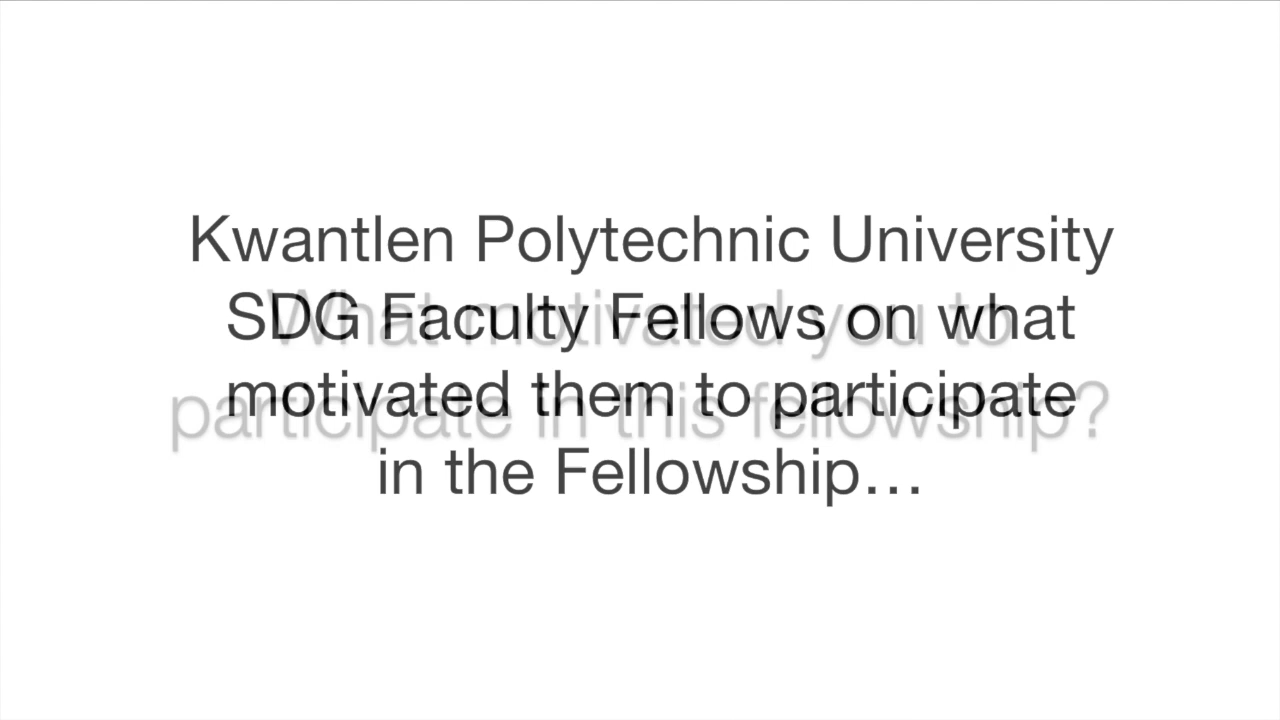 Kwantlen Polytechnic University
SDG Faculty Fellows on what
motivated them to participate
in the Fellowship…
What motivated you to
participate in this fellowship?